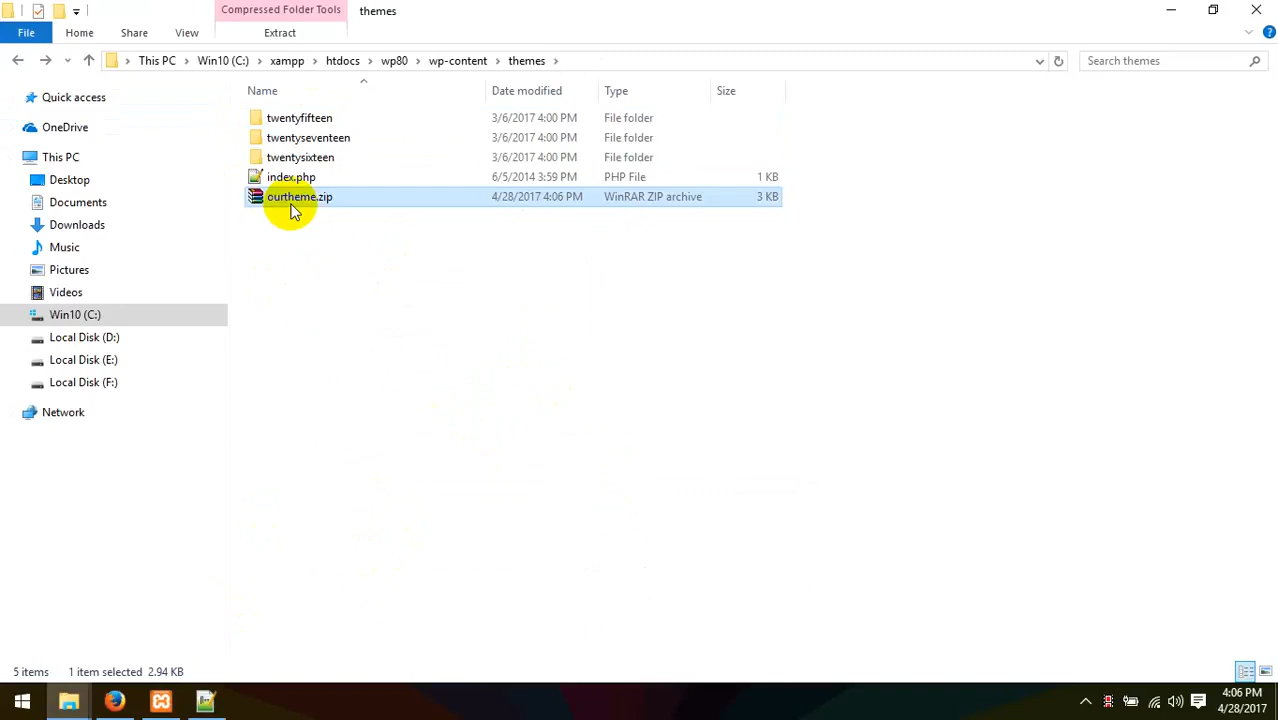 Compressed Folder Tools
themes
File
Home
Share
View
Extract
This PC
Win10 (C:)
xampp
htdocs
wp80
wp-content
themes
Search themes
Name
Date modified
Type
Size
Quick access
OneDrive
This PC
Desktop
Documents
Downloads
Music
Pictures
Videos
Win10 (C:)
Local Disk (D:)
Local Disk (E:)
Local Disk (F:)
Network
twentyfifteen 3/6/2017 4:00 PM File folder
twentyseventeen 3/6/2017 4:00 PM File folder
twentysixteen 3/6/2017 4:00 PM File folder
index.php 6/5/2014 3:59 PM PHP File 1 KB
ourtheme.zip 4/28/2017 4:06 PM WinRAR ZIP archive 3 KB
5 items
1 item selected 2.94 KB
4:06 PM
4/28/2017